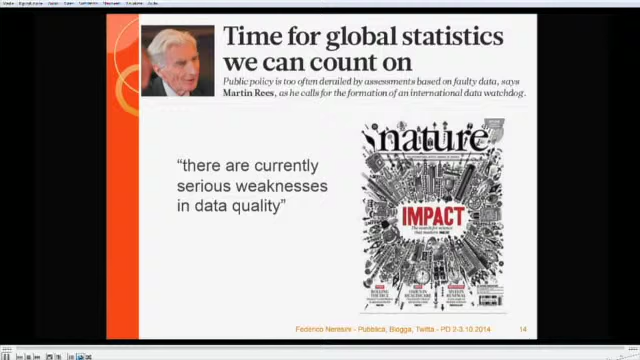 Time for global statistics
we can count on
Public policy is too often derailed by assessments based on faulty data, says
Martin Rees, as he calls for the formation of an international data watchdog.
nature
“there are currently
serious weaknesses
in data quality”
IMPACT
Federico Neresini - Pubblica, Blogga, Twitta - PD 2-3.10.2014
14